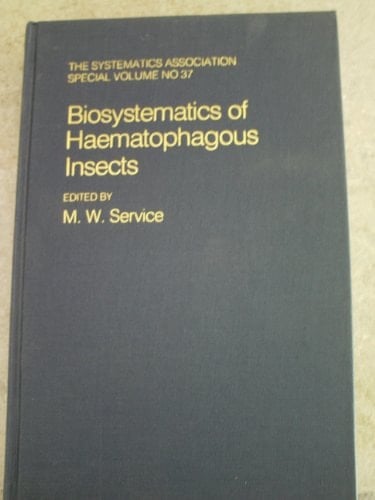 THE SYSTEMATICS ASSOCIATION
SPECIAL VOLUME NO 37
Biosystematics of
Haematophagous
Insects
EDITED BY
M. W. Service